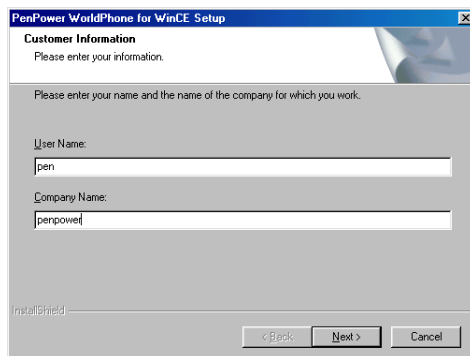 PenPower WorldPhone for WinCE Setup
Customer Information
Please enter your information.
Please enter your name and the name of the company for which you work.
User Name:
pen
Company Name:
penpower
InstallShield
< Back Next > Cancel